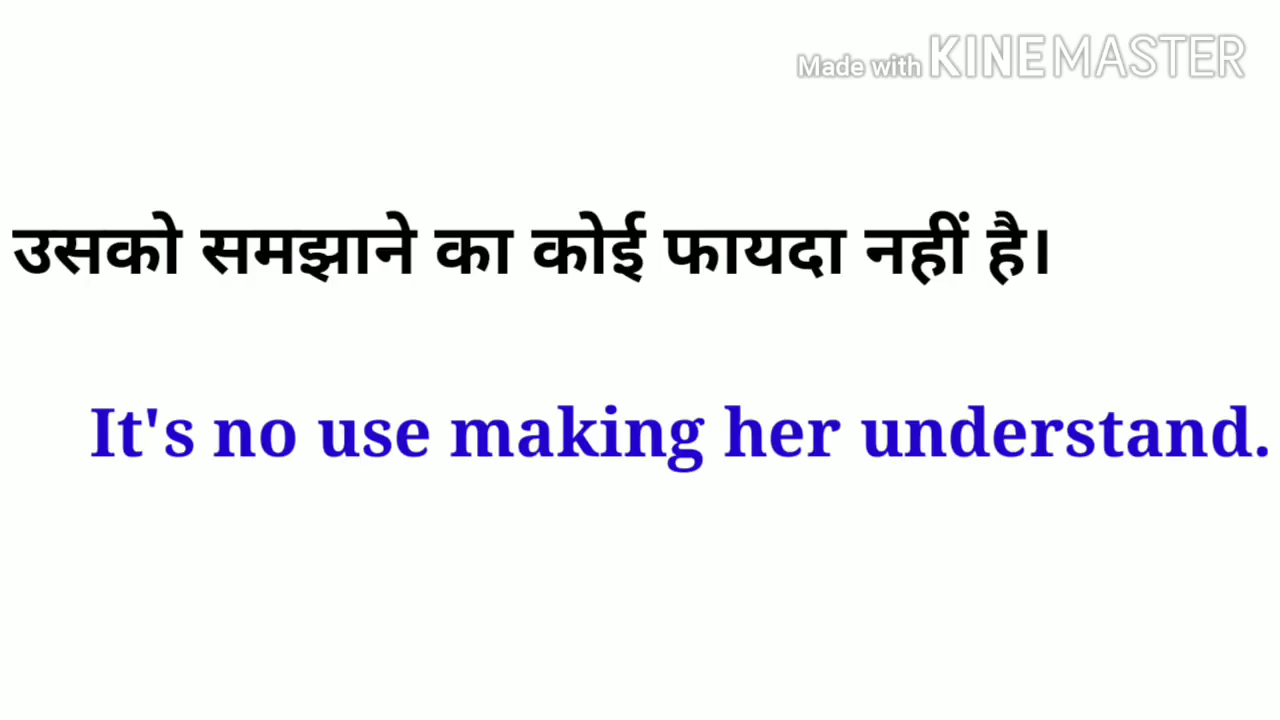 Made with KINEMASTER
उसको समझाने का कोई फायदा नहीं है।
It's no use making her understand.